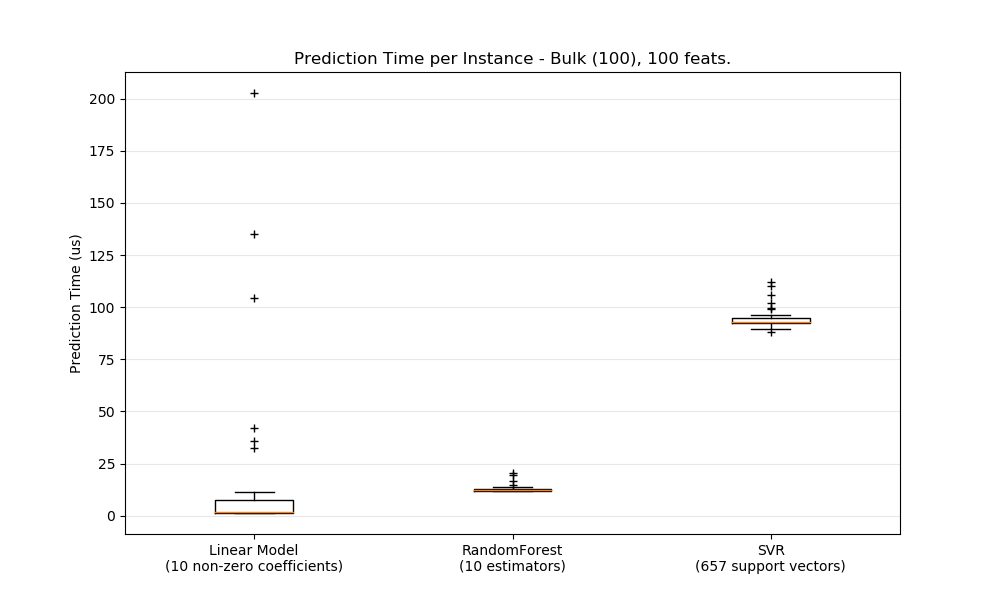 Prediction Time per Instance - Bulk (100), 100 feats.
Prediction Time (us)
200
175
150
125
100
75
50
25
0
Linear Model
(10 non-zero coefficients)
RandomForest
(10 estimators)
SVR
(657 support vectors)